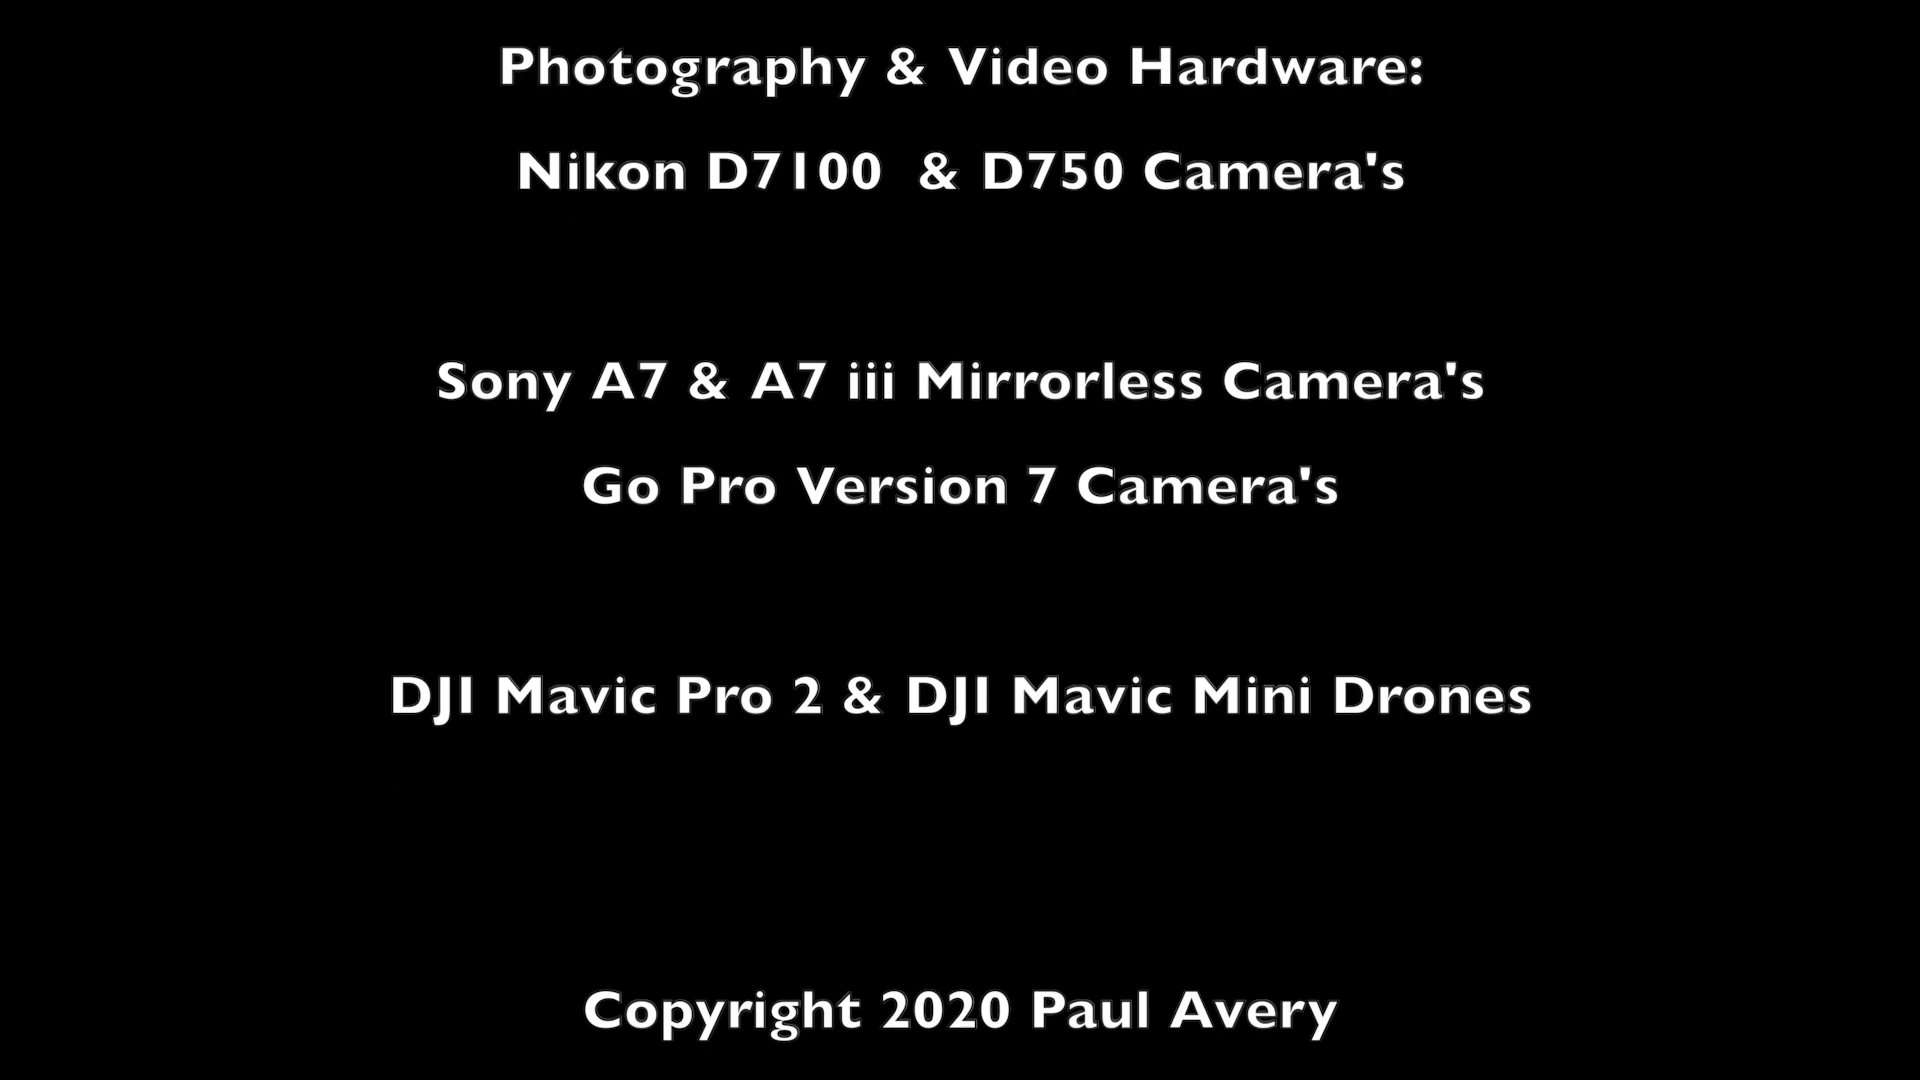 Photography & Video Hardware:
Nikon D7100  & D750 Camera's
Sony A7 & A7 iii Mirrorless Camera's
Go Pro Version 7 Camera's
DJI Mavic Pro 2 & DJI Mavic Mini Drones
Copyright 2020 Paul Avery